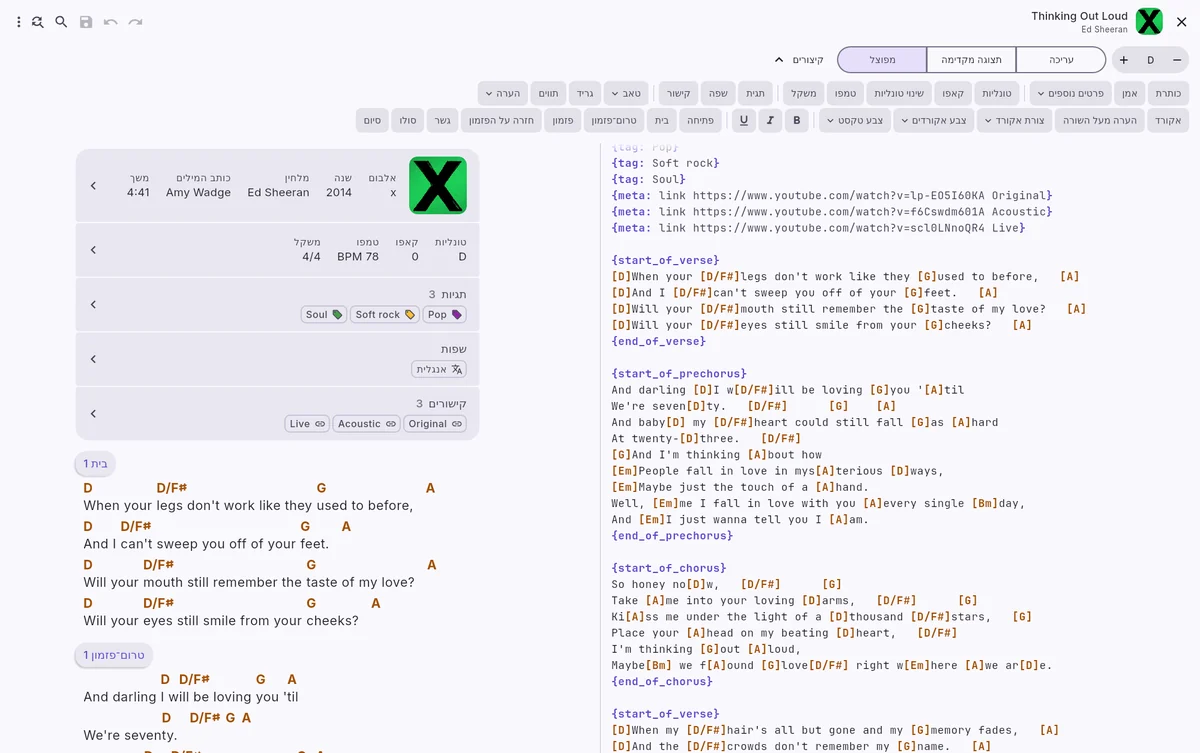 Thinking Out Loud
Ed Sheeran
קיצורים
מפוצל
תצוגה מקדימה
עריכה
+ D −
כותרת
אמן
פרטים נוספים
טונליות
קאפו
שינוי טונליות
טמפו
משקל
תגית
שפה
קישור
טאב
גריד
תווים
הערה
אקורד
הערה מעל השורה
צורת אקורד
צבע אקורדים
צבע טקסט
B
I
U
פתיחה
בית
טרום־פזמון
פזמון
חזרה על הפזמון
גשר
סולו
סיום
אלבום
x
שנה
2014
מלחין
Ed Sheeran
כותב המילים
Amy Wadge
משך
4:41
טונליות
D
קאפו
0
טמפו
78 BPM
משקל
4/4
תגיות 3
Pop
Soft rock
Soul
שפות
אנגלית
קישורים 3
Original
Acoustic
Live
בית 1
D D/F# G A
When your legs don't work like they used to before,
D D/F# G A
And I can't sweep you off of your feet.
D D/F# G A
Will your mouth still remember the taste of my love?
D D/F# G A
Will your eyes still smile from your cheeks?
טרום־פזמון 1
D D/F# G A
And darling I will be loving you 'til
D D/F# G A
We're seventy.
{tag: Pop}
{tag: Soft rock}
{tag: Soul}
{meta: link https://www.youtube.com/watch?v=lp-EO5I60KA Original}
{meta: link https://www.youtube.com/watch?v=f6Cswdm601A Acoustic}
{meta: link https://www.youtube.com/watch?v=scl0LNnoQR4 Live}
{start_of_verse}
[D]When your [D/F#]legs don't work like they [G]used to before, [A]
[D]And I [D/F#]can't sweep you off of your [G]feet. [A]
[D]Will your [D/F#]mouth still remember the [G]taste of my love? [A]
[D]Will your [D/F#]eyes still smile from your [G]cheeks? [A]
{end_of_verse}
{start_of_prechorus}
And darling [D]I w[D/F#]ill be loving [G]you '[A]til
We're seven[D]ty. [D/F#] [G] [A]
And baby[D] my [D/F#]heart could still fall [G]as [A]hard
At twenty-[D]three. [D/F#]
[G]And I'm thinking [A]bout how
[Em]People fall in love in mys[A]terious [D]ways,
[Em]Maybe just the touch of a [A]hand.
Well, [Em]me I fall in love with you [A]every single [Bm]day,
And [Em]I just wanna tell you I [A]am.
{end_of_prechorus}
{start_of_chorus}
So honey no[D]w, [D/F#] [G]
Take [A]me into your loving [D]arms, [D/F#] [G]
Ki[A]ss me under the light of a [D]thousand [D/F#]stars, [G]
Place your [A]head on my beating [D]heart, [D/F#]
I'm thinking [G]out [A]loud,
Maybe[Bm] we f[A]ound [G]love[D/F#] right w[Em]here [A]we ar[D]e.
{end_of_chorus}
{start_of_verse}
[D]When my [D/F#]hair's all but gone and my [G]memory fades, [A]
[D]And the [D/F#]crowds don't remember my [G]name. [A]